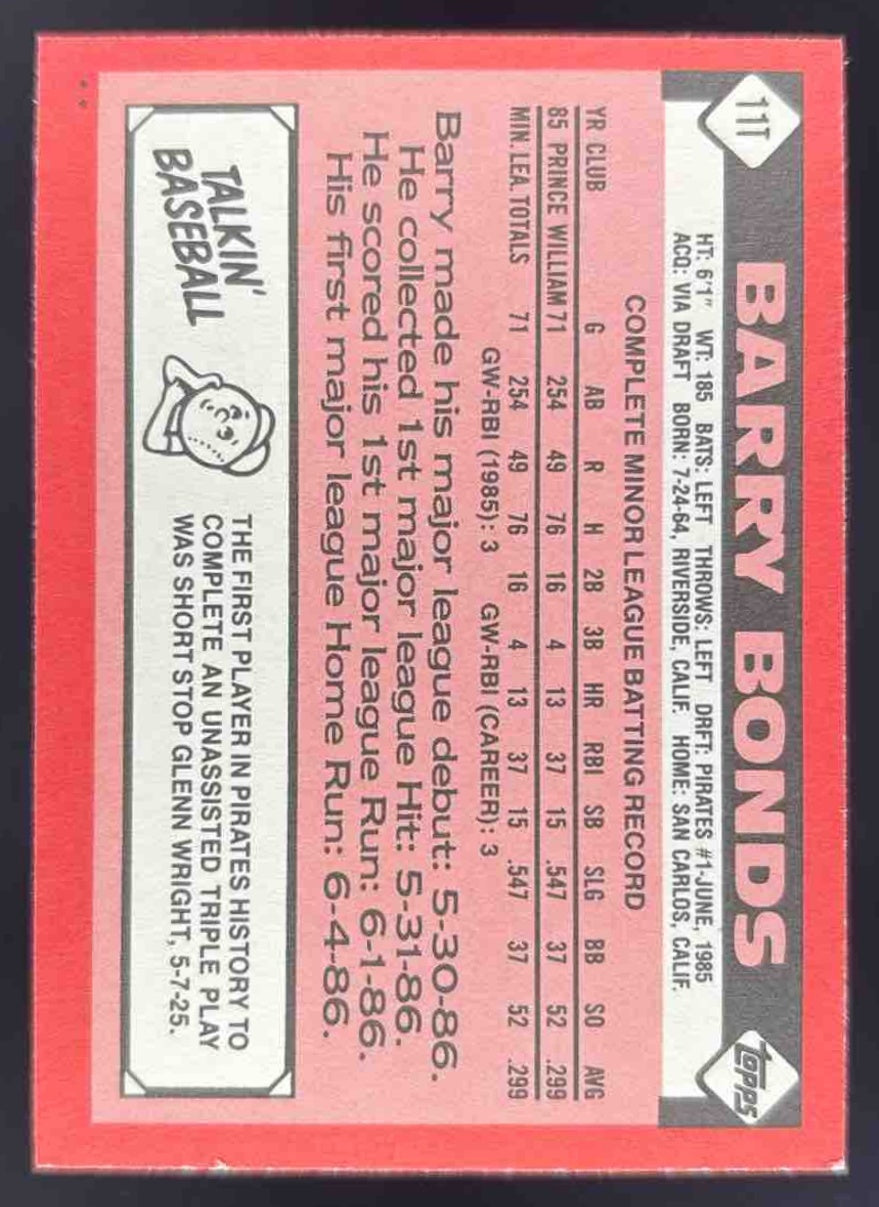 11T
BARRY BONDS
topps
HT: 6'1" WT: 185 BATS: LEFT THROWS: LEFT DRFT: PIRATES #1-JUNE, 1985
ACQ: VIA DRAFT BORN: 7-24-64, RIVERSIDE, CALIF. HOME: SAN CARLOS, CALIF.
COMPLETE MINOR LEAGUE BATTING RECORD
YR CLUB G AB R H 2B 3B HR RBI SB SLG BB SO AVG
85 PRINCE WILLIAM 71 254 49 76 16 4 13 37 15 .547 37 52 .299
MIN. LEA. TOTALS 71 254 49 76 16 4 13 37 15 .547 37 52 .299
GW-RBI (1985): 3 GW-RBI (CAREER): 3
Barry made his major league debut: 5-30-86.
He collected 1st major league Hit: 5-31-86.
He scored his 1st major league Run: 6-1-86.
His first major league Home Run: 6-4-86.
TALKIN'
BASEBALL
THE FIRST PLAYER IN PIRATES HISTORY TO
COMPLETE AN UNASSISTED TRIPLE PLAY
WAS SHORT STOP GLENN WRIGHT, 5-7-25.